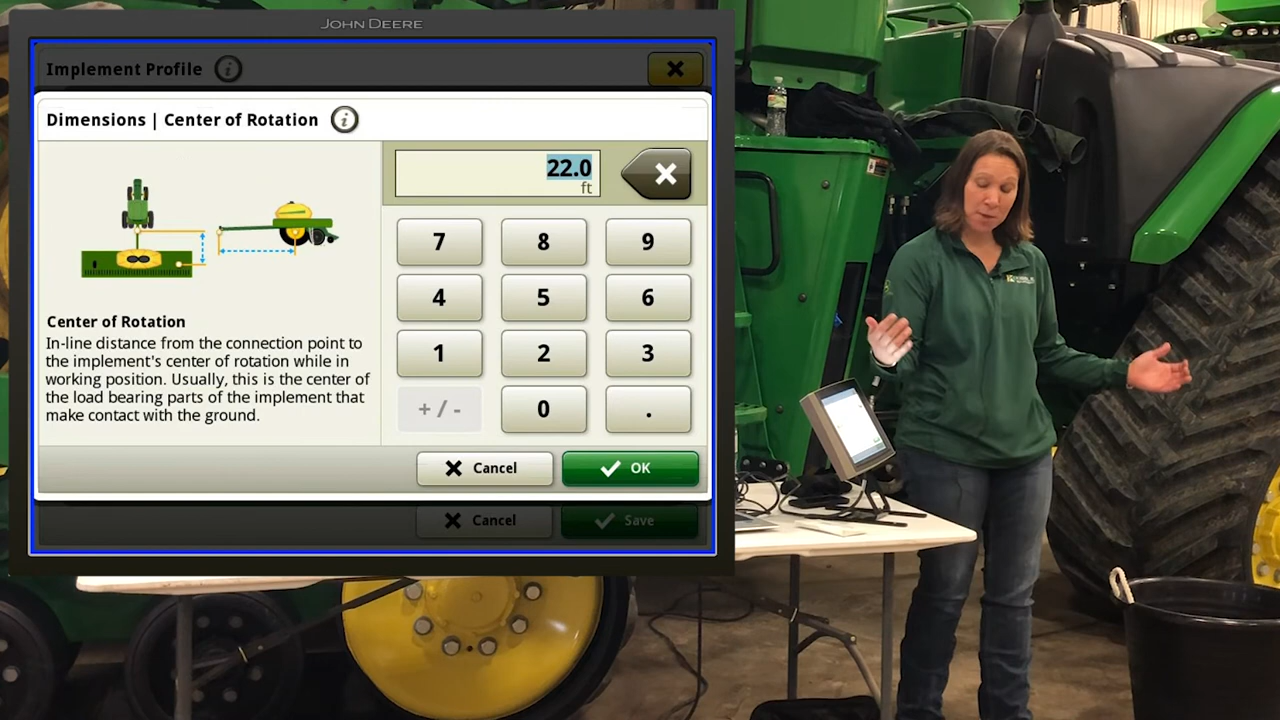 JOHN DEERE
Implement Profile
Dimensions | Center of Rotation
22.0
ft
7 8 9
4 5 6
1 2 3
+ / - 0 .
Center of Rotation
In-line distance from the connection point to
the implement's center of rotation while in
working position. Usually, this is the center of
the load bearing parts of the implement that
make contact with the ground.
Cancel OK
Cancel Save